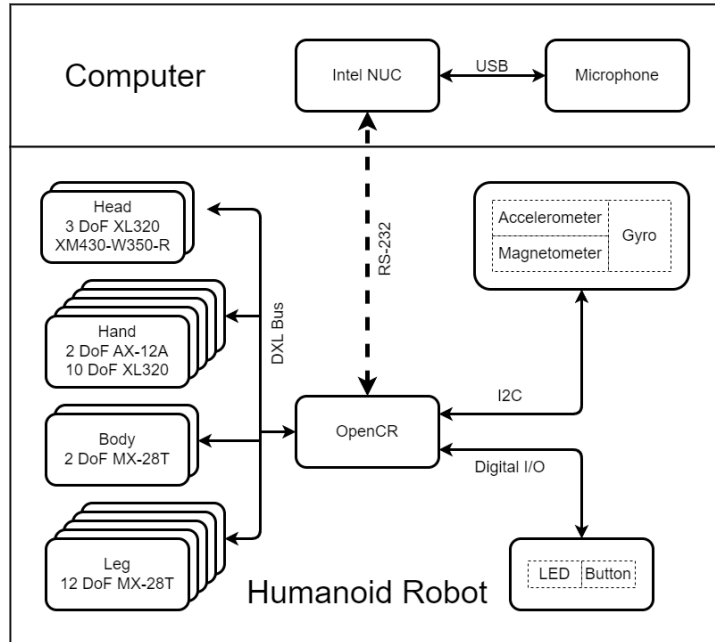 Computer
Intel NUC
USB
Microphone
RS-232
Head
3 DoF XL320
XM430-W350-R
Hand
2 DoF AX-12A
10 DoF XL320
Body
2 DoF MX-28T
Leg
12 DoF MX-28T
DXL Bus
OpenCR
Accelerometer
Magnetometer
Gyro
I2C
Digital I/O
LED
Button
Humanoid Robot